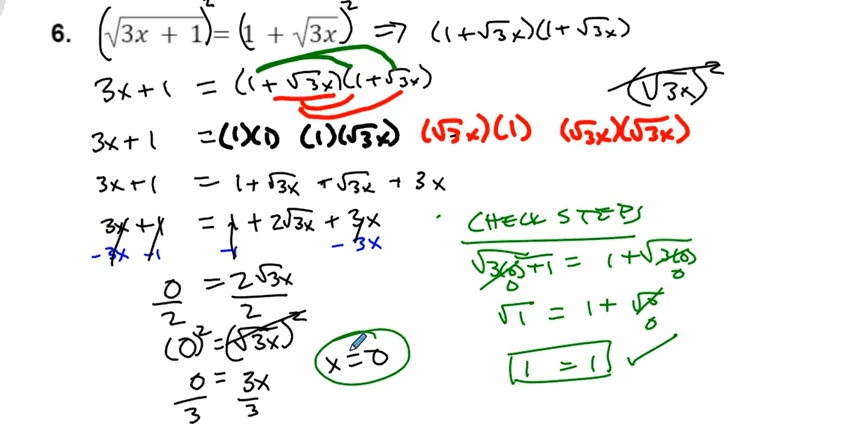 6. (√3x + 1)² = (1 + √3x)² ⇒ (1+√3x)(1+√3x)
3x+1 = (1+√3x)(1+√3x)
(√3x)²
3x+1 = (1)(1) (1)(√3x) (√3x)(1) (√3x)(√3x)
3x+1 = 1+√3x +√3x + 3x
3x+1 = 1 + 2√3x + 3x
-3x -1 -1 -3x
0/2 = 2√3x/2
(0)² = (√3x)²
0/3 = 3x/3
x=0
CHECK STEPS
√3(0)+1 = 1+√3(0)
0 0
√1 = 1 + √0
0
1 = 1 ✓